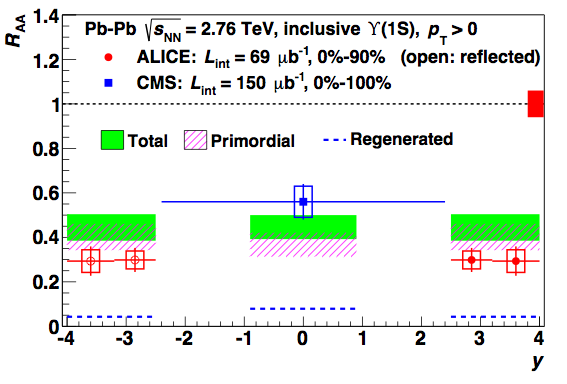 R_AA
Pb-Pb √s_NN = 2.76 TeV, inclusive ϒ(1S), p_T > 0
ALICE: L_int = 69 μb⁻¹, 0%-90% (open: reflected)
CMS: L_int = 150 μb⁻¹, 0%-100%
Total Primordial Regenerated
1.4
1.2
1
0.8
0.6
0.4
0.2
0
-4 -3 -2 -1 0 1 2 3 4
y